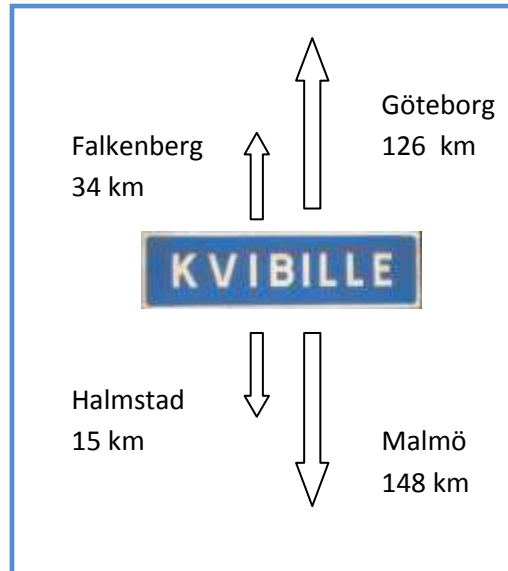 Göteborg
126 km
Falkenberg
34 km
KVIBILLE
Halmstad
15 km
Malmö
148 km